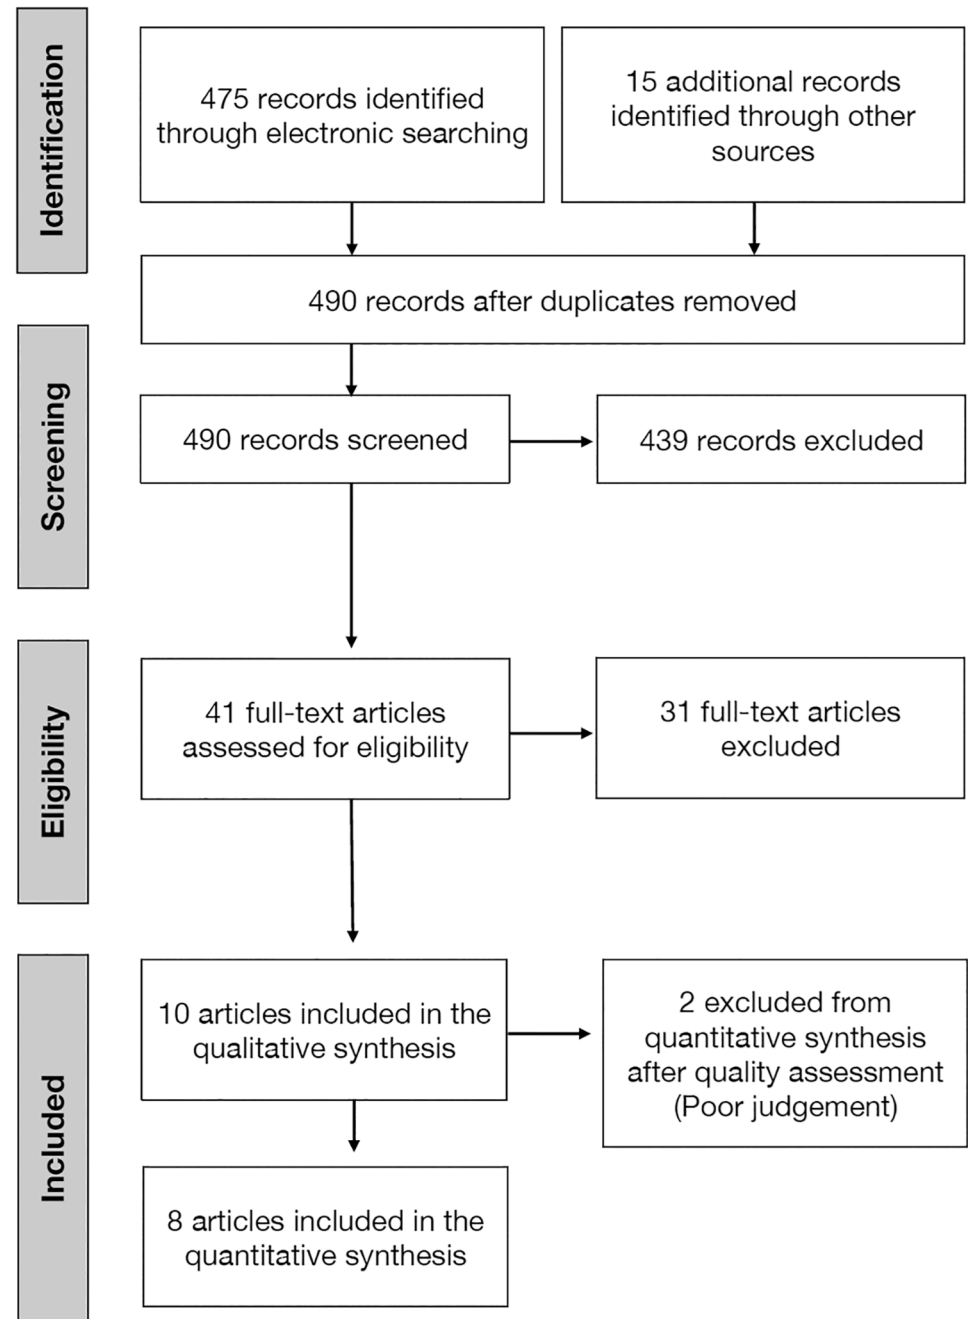 Identification
475 records identified
through electronic searching
15 additional records
identified through other
sources
490 records after duplicates removed
Screening
490 records screened
439 records excluded
Eligibility
41 full-text articles
assessed for eligibility
31 full-text articles
excluded
Included
10 articles included in the
qualitative synthesis
2 excluded from
quantitative synthesis
after quality assessment
(Poor judgement)
8 articles included in the
quantitative synthesis